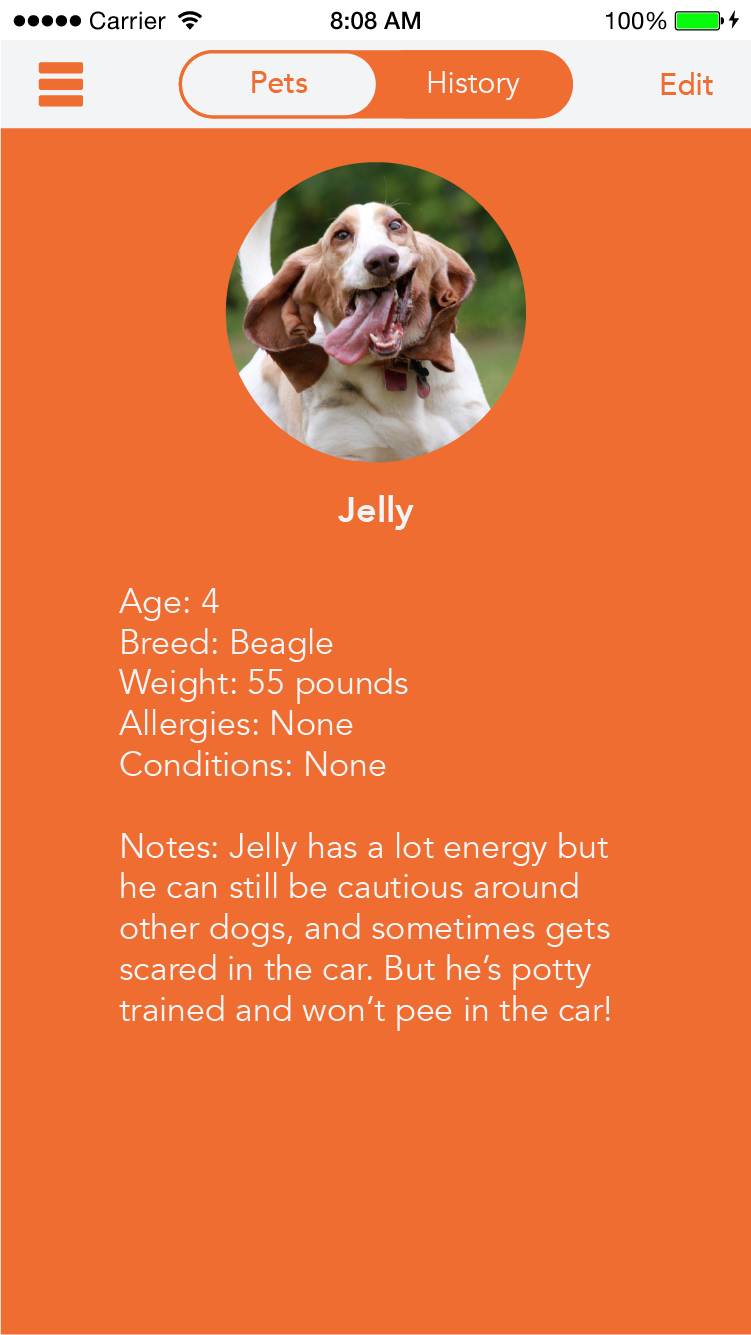 Carrier 8:08 AM 100%
Pets History Edit
Jelly
Age: 4
Breed: Beagle
Weight: 55 pounds
Allergies: None
Conditions: None
Notes: Jelly has a lot energy but
he can still be cautious around
other dogs, and sometimes gets
scared in the car. But he’s potty
trained and won’t pee in the car!